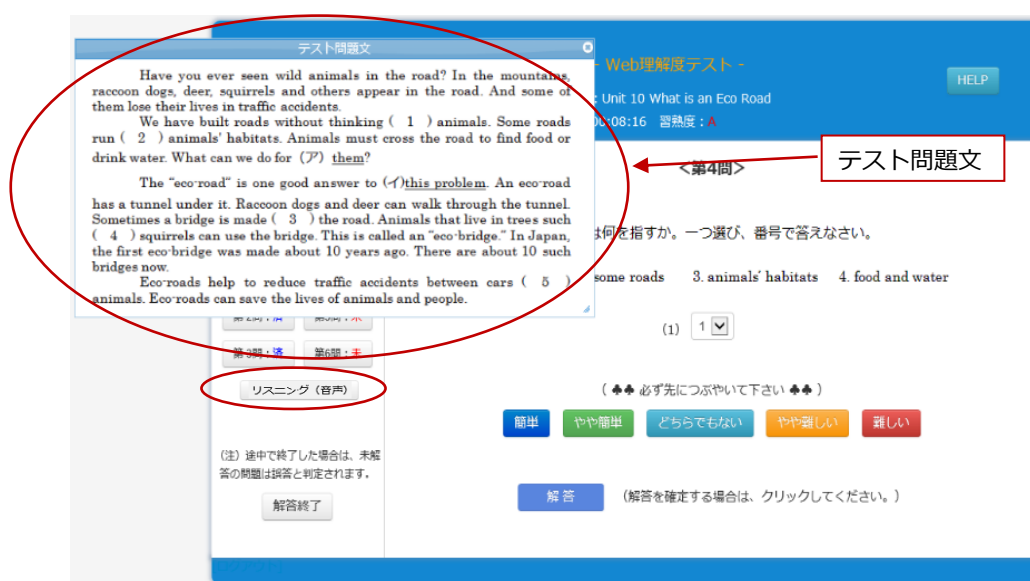 テスト問題文
Have you ever seen wild animals in the road? In the mountains,
raccoon dogs, deer, squirrels and others appear in the road. And some of
them lose their lives in traffic accidents.
We have built roads without thinking ( 1 ) animals. Some roads
run ( 2 ) animals' habitats. Animals must cross the road to find food or
drink water. What can we do for (ア) them?
The "eco-road" is one good answer to (イ)this problem. An eco-road
has a tunnel under it. Raccoon dogs and deer can walk through the tunnel.
Sometimes a bridge is made ( 3 ) the road. Animals that live in trees such
( 4 ) squirrels can use the bridge. This is called an "eco-bridge." In Japan,
the first eco-bridge was made about 10 years ago. There are about 10 such
bridges now.
Eco-roads help to reduce traffic accidents between cars ( 5 )
animals. Eco-roads can save the lives of animals and people.
- Web理解度テスト -
HELP
: Unit 10 What is an Eco Road
:08:16 習熟度:A
テスト問題文
<第4問>
は何を指すか。一つ選び、番号で答えなさい。
some roads 3. animals' habitats 4. food and water
(1) 1
第3問:済 第6問:未
リスニング（音声）
( ♣♣ 必ず先につぶやいて下さい ♣♣ )
簡単 やや簡単 どちらでもない やや難しい 難しい
(注) 途中で終了した場合は、未解
答の問題は誤答と判定されます。
解答終了
解 答 (解答を確定する場合は、クリックしてください。)